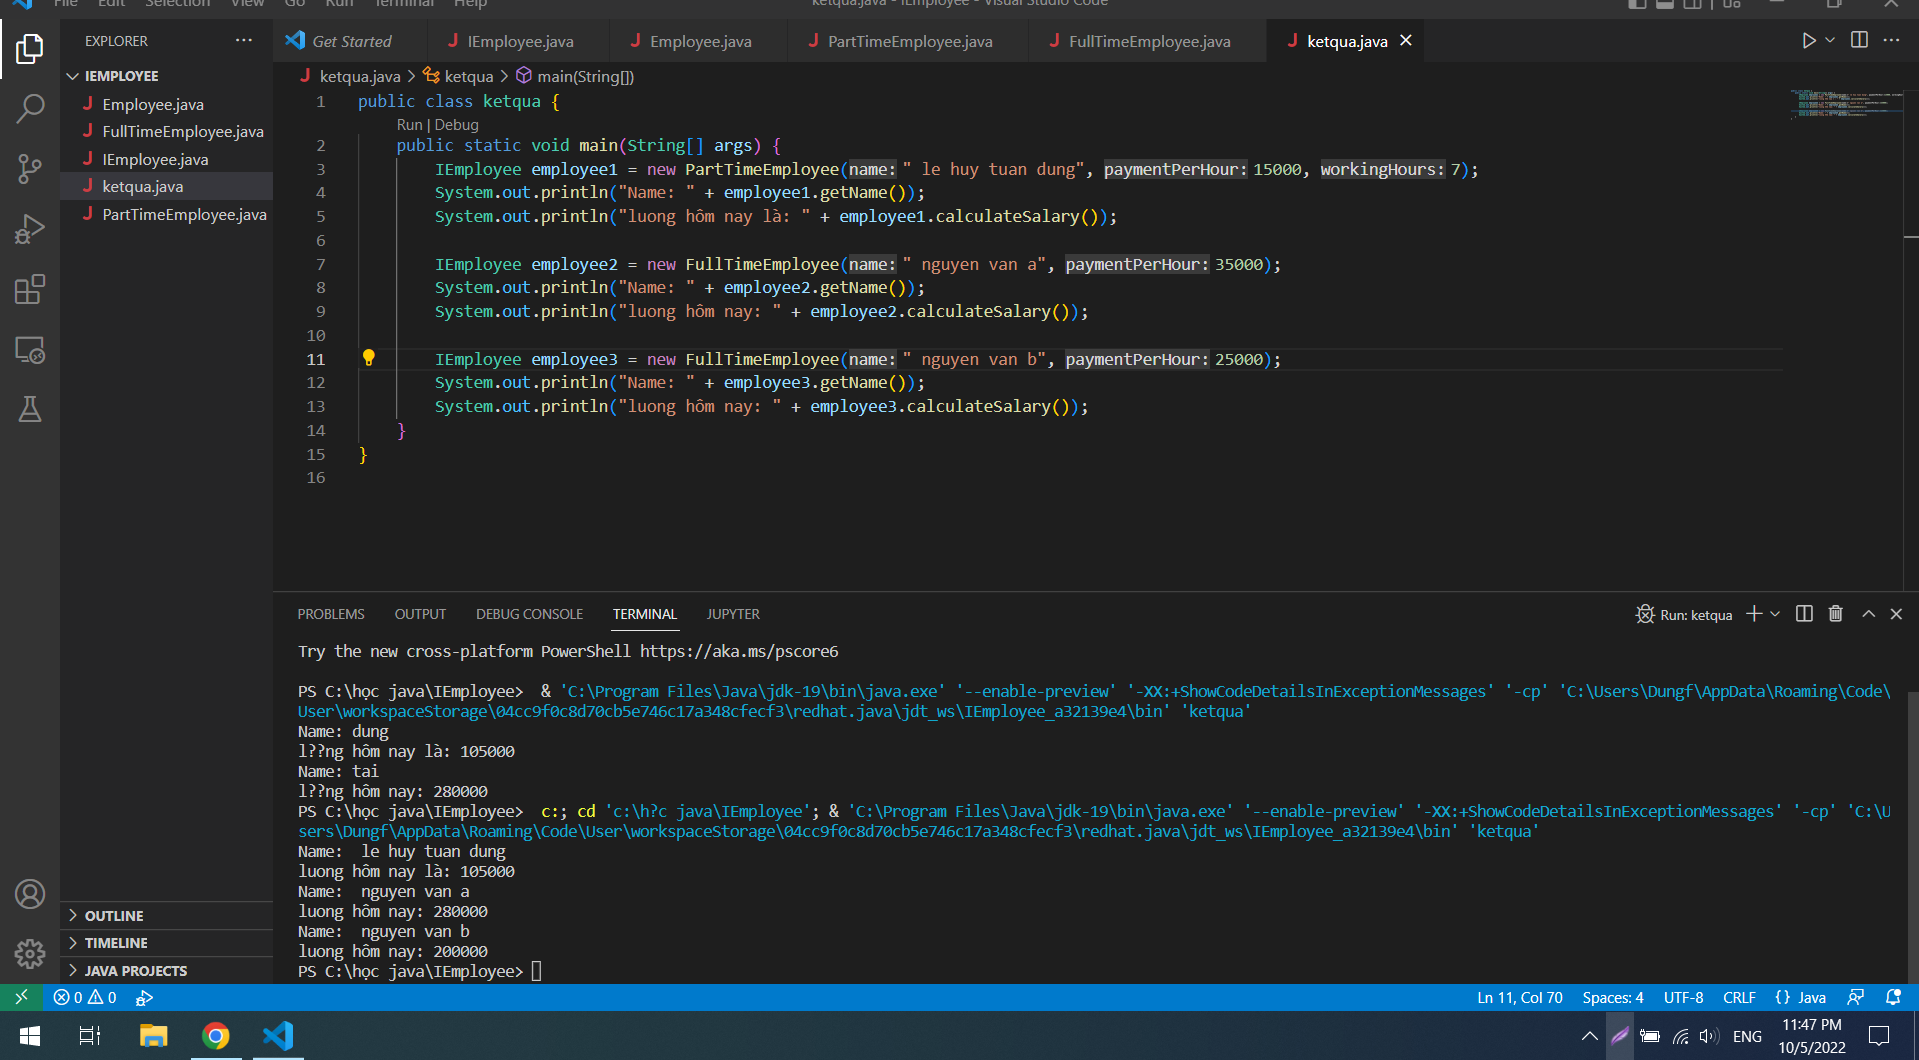 File Edit Selection View Go Run Terminal Help ketqua.java - IEmployee - Visual Studio Code
EXPLORER ···
Get Started
IEmployee.java
Employee.java
PartTimeEmployee.java
FullTimeEmployee.java
ketqua.java
IEMPLOYEE
Employee.java
FullTimeEmployee.java
IEmployee.java
ketqua.java
PartTimeEmployee.java
OUTLINE
TIMELINE
JAVA PROJECTS
ketqua.java > ketqua > main(String[])
1 public class ketqua {
Run | Debug
2 public static void main(String[] args) {
3 IEmployee employee1 = new PartTimeEmployee(name: " le huy tuan dung", paymentPerHour: 15000, workingHours: 7);
4 System.out.println("Name: " + employee1.getName());
5 System.out.println("luong hôm nay là: " + employee1.calculateSalary());
6
7 IEmployee employee2 = new FullTimeEmployee(name: " nguyen van a", paymentPerHour: 35000);
8 System.out.println("Name: " + employee2.getName());
9 System.out.println("luong hôm nay: " + employee2.calculateSalary());
10
11 IEmployee employee3 = new FullTimeEmployee(name: " nguyen van b", paymentPerHour: 25000);
12 System.out.println("Name: " + employee3.getName());
13 System.out.println("luong hôm nay: " + employee3.calculateSalary());
14 }
15 }
16
PROBLEMS OUTPUT DEBUG CONSOLE TERMINAL JUPYTER
Run: ketqua
Try the new cross-platform PowerShell https://aka.ms/pscore6
PS C:\học java\IEmployee> & 'C:\Program Files\Java\jdk-19\bin\java.exe' '--enable-preview' '-XX:+ShowCodeDetailsInExceptionMessages' '-cp' 'C:\Users\Dungf\AppData\Roaming\Code\
User\workspaceStorage\04cc9f0c8d70cb5e746c17a348cfecf3\redhat.java\jdt_ws\IEmployee_a32139e4\bin' 'ketqua'
Name: dung
l??ng hôm nay là: 105000
Name: tai
l??ng hôm nay: 280000
PS C:\học java\IEmployee> c:; cd 'c:\h?c java\IEmployee'; & 'C:\Program Files\Java\jdk-19\bin\java.exe' '--enable-preview' '-XX:+ShowCodeDetailsInExceptionMessages' '-cp' 'C:\U
sers\Dungf\AppData\Roaming\Code\User\workspaceStorage\04cc9f0c8d70cb5e746c17a348cfecf3\redhat.java\jdt_ws\IEmployee_a32139e4\bin' 'ketqua'
Name:  le huy tuan dung
luong hôm nay là: 105000
Name:  nguyen van a
luong hôm nay: 280000
Name:  nguyen van b
luong hôm nay: 200000
PS C:\học java\IEmployee>
0 0
Ln 11, Col 70 Spaces: 4 UTF-8 CRLF {} Java
ENG
11:47 PM
10/5/2022